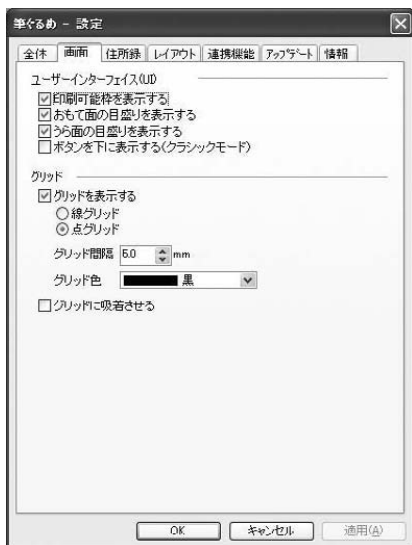 筆ぐるめ - 設定
全体 画面 住所録 レイアウト 連携機能 アップデート 情報
ユーザーインターフェイス(UI)
印刷可能枠を表示する
おもて面の目盛りを表示する
うら面の目盛りを表示する
ボタンを下に表示する(クラシックモード)
グリッド
グリッドを表示する
線グリッド
点グリッド
グリッド間隔 5.0 mm
グリッド色 黒
グリッドに吸着させる
OK キャンセル 適用(A)